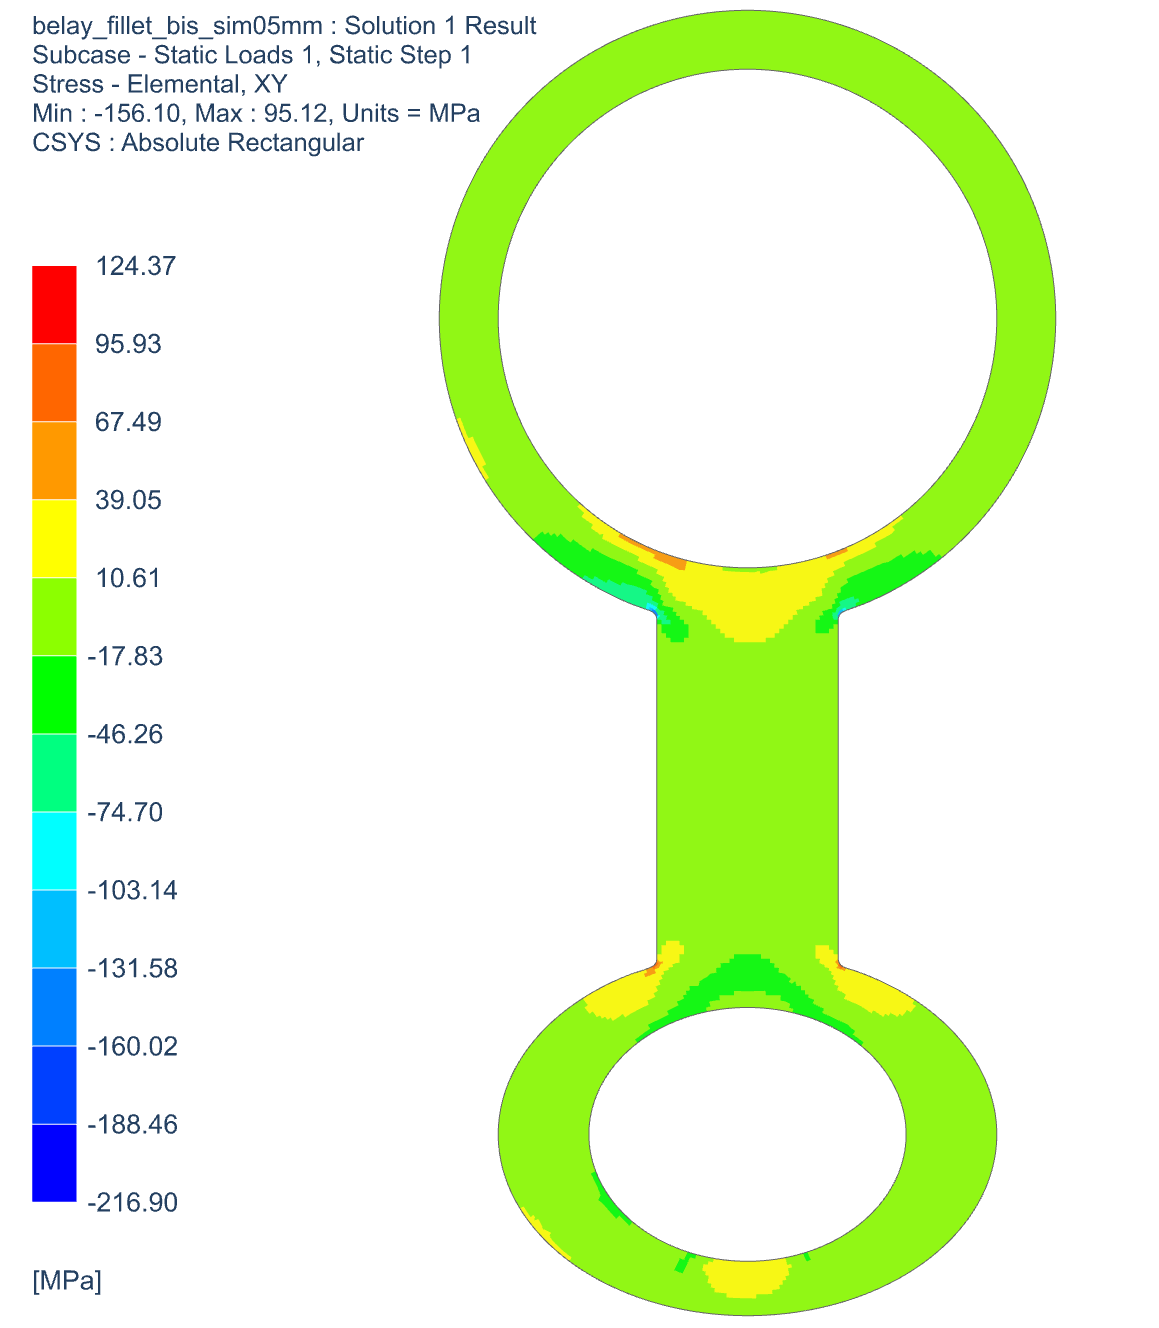 belay_fillet_bis_sim05mm : Solution 1 Result
Subcase - Static Loads 1, Static Step 1
Stress - Elemental, XY
Min : -156.10, Max : 95.12, Units = MPa
CSYS : Absolute Rectangular
124.37
95.93
67.49
39.05
10.61
-17.83
-46.26
-74.70
-103.14
-131.58
-160.02
-188.46
-216.90
[MPa]